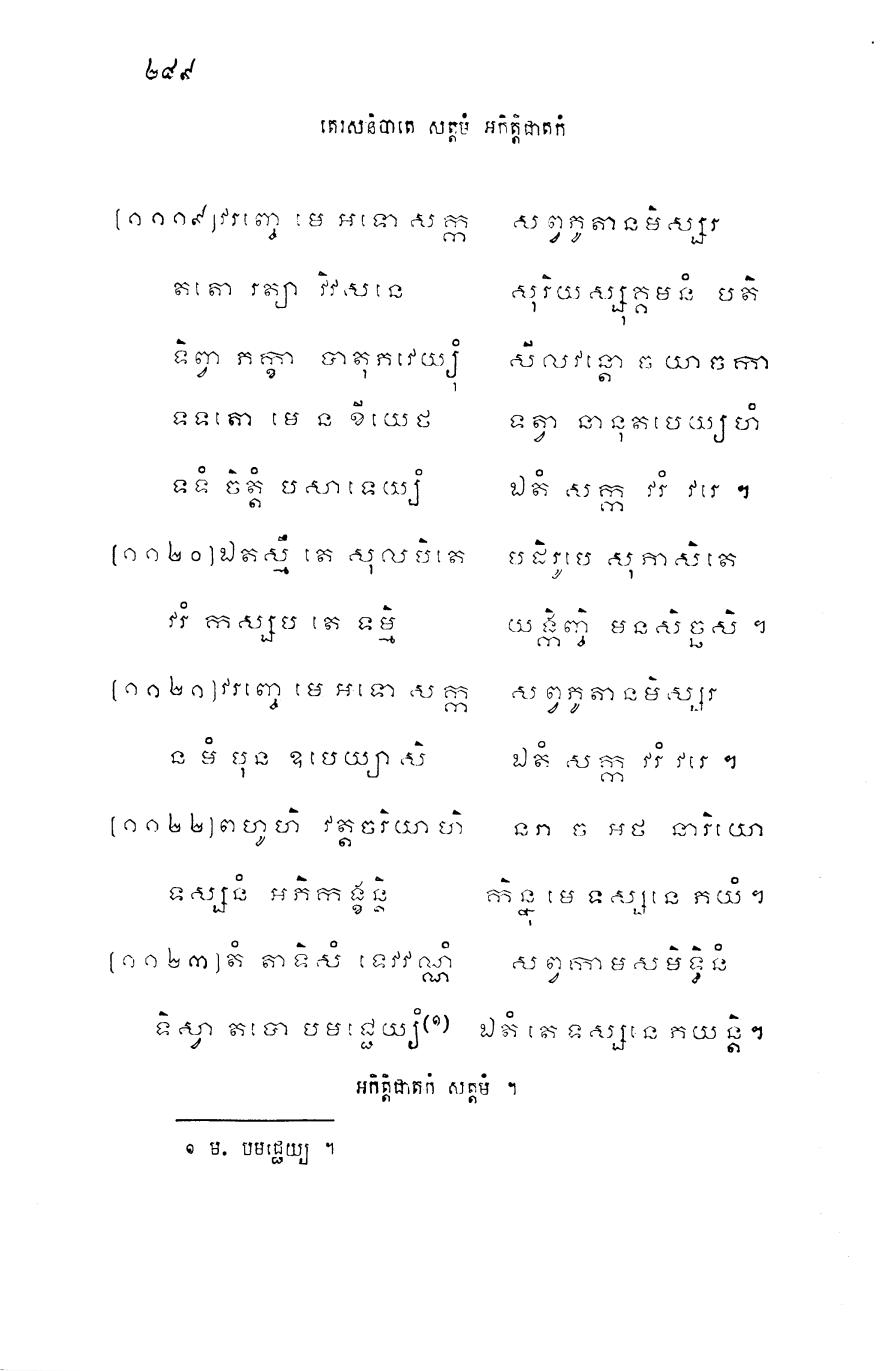 ២៤៩
តេរសនិបាតេ សត្តមំ អកិត្តិជាតកំ
[១១១៩] វរញ្ចេ មេ អទោ សក្ក សព្វភូតានមិស្សរ
តតោ រត្យា វិវសនេ សុរិយស្សុគ្គមនំ បតិ
ទិព្វា ភក្ខា បាតុភវេយ្យុំ សីលវន្តោ ច យាចកា
ទទតោ មេ ន ខីយេថ ទត្វា នានុតបេយ្យហំ
ទទំ ចិត្តំ បសាទេយ្យំ ឯតំ សក្ក វរំ វរេ ។
[១១២០] ឯតស្មឹ តេ សុលបិតេ បដិរូបេ សុភាសិតេ
វរំ កស្សប តេ ទម្មិ យង្កិញ្ចិ មនសិច្ឆសិ ។
[១១២១] វរញ្ចេ មេ អទោ សក្ក សព្វភូតានមិស្សរ
ន មំ បុន ឧបេយ្យាសិ ឯតំ សក្ក វរំ វរេ ។
[១១២២] ពហូហិ វត្តចរិយាហិ នរា ច អថ នារិយោ
ទស្សនំ អភិកង្ខន្តិ កិន្នុ មេ ទស្សនេ ភយំ ។
[១១២៣] តំ តាទិសំ ទេវវណ្ណំ សព្វកាមសមិទ្ធិនំ
ទិស្វា តបោ បមជ្ជេយ្យំ(១) ឯតំ តេ ទស្សនេ ភយន្តិ ។
អកិត្តិជាតកំ សត្តមំ ។
១ ម. បមជ្ជេយ្យ ។